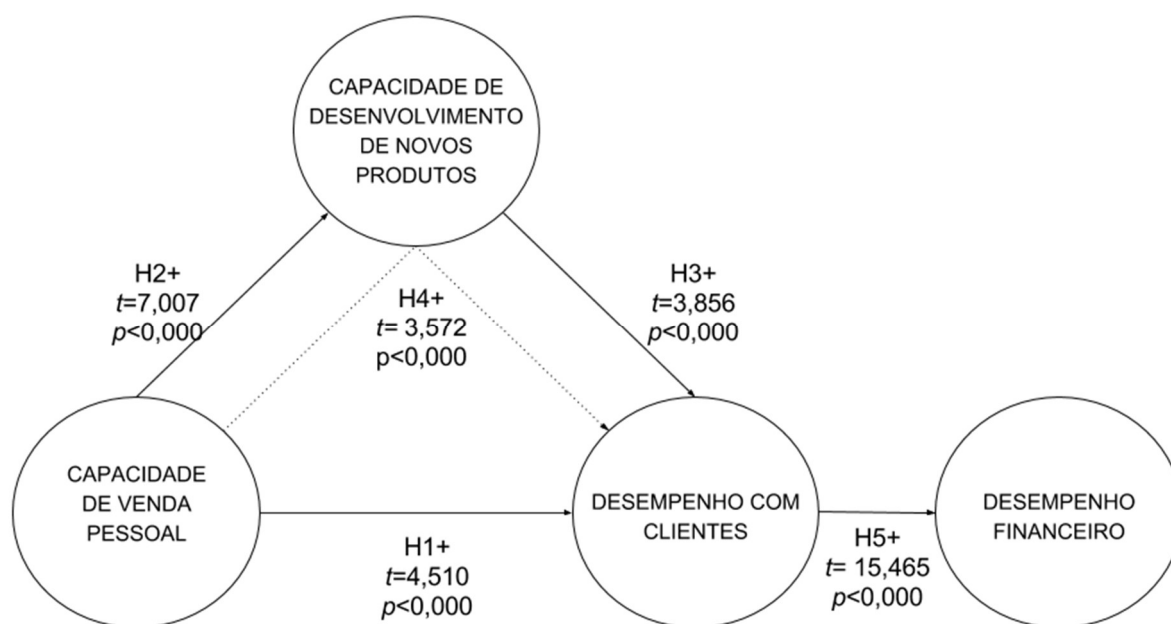 CAPACIDADE DE
DESENVOLVIMENTO
DE NOVOS
PRODUTOS
H2+
t=7,007
p<0,000
H4+
t= 3,572
p<0,000
H3+
t=3,856
p<0,000
CAPACIDADE
DE VENDA
PESSOAL
H1+
t=4,510
p<0,000
DESEMPENHO COM
CLIENTES
H5+
t= 15,465
p<0,000
DESEMPENHO
FINANCEIRO